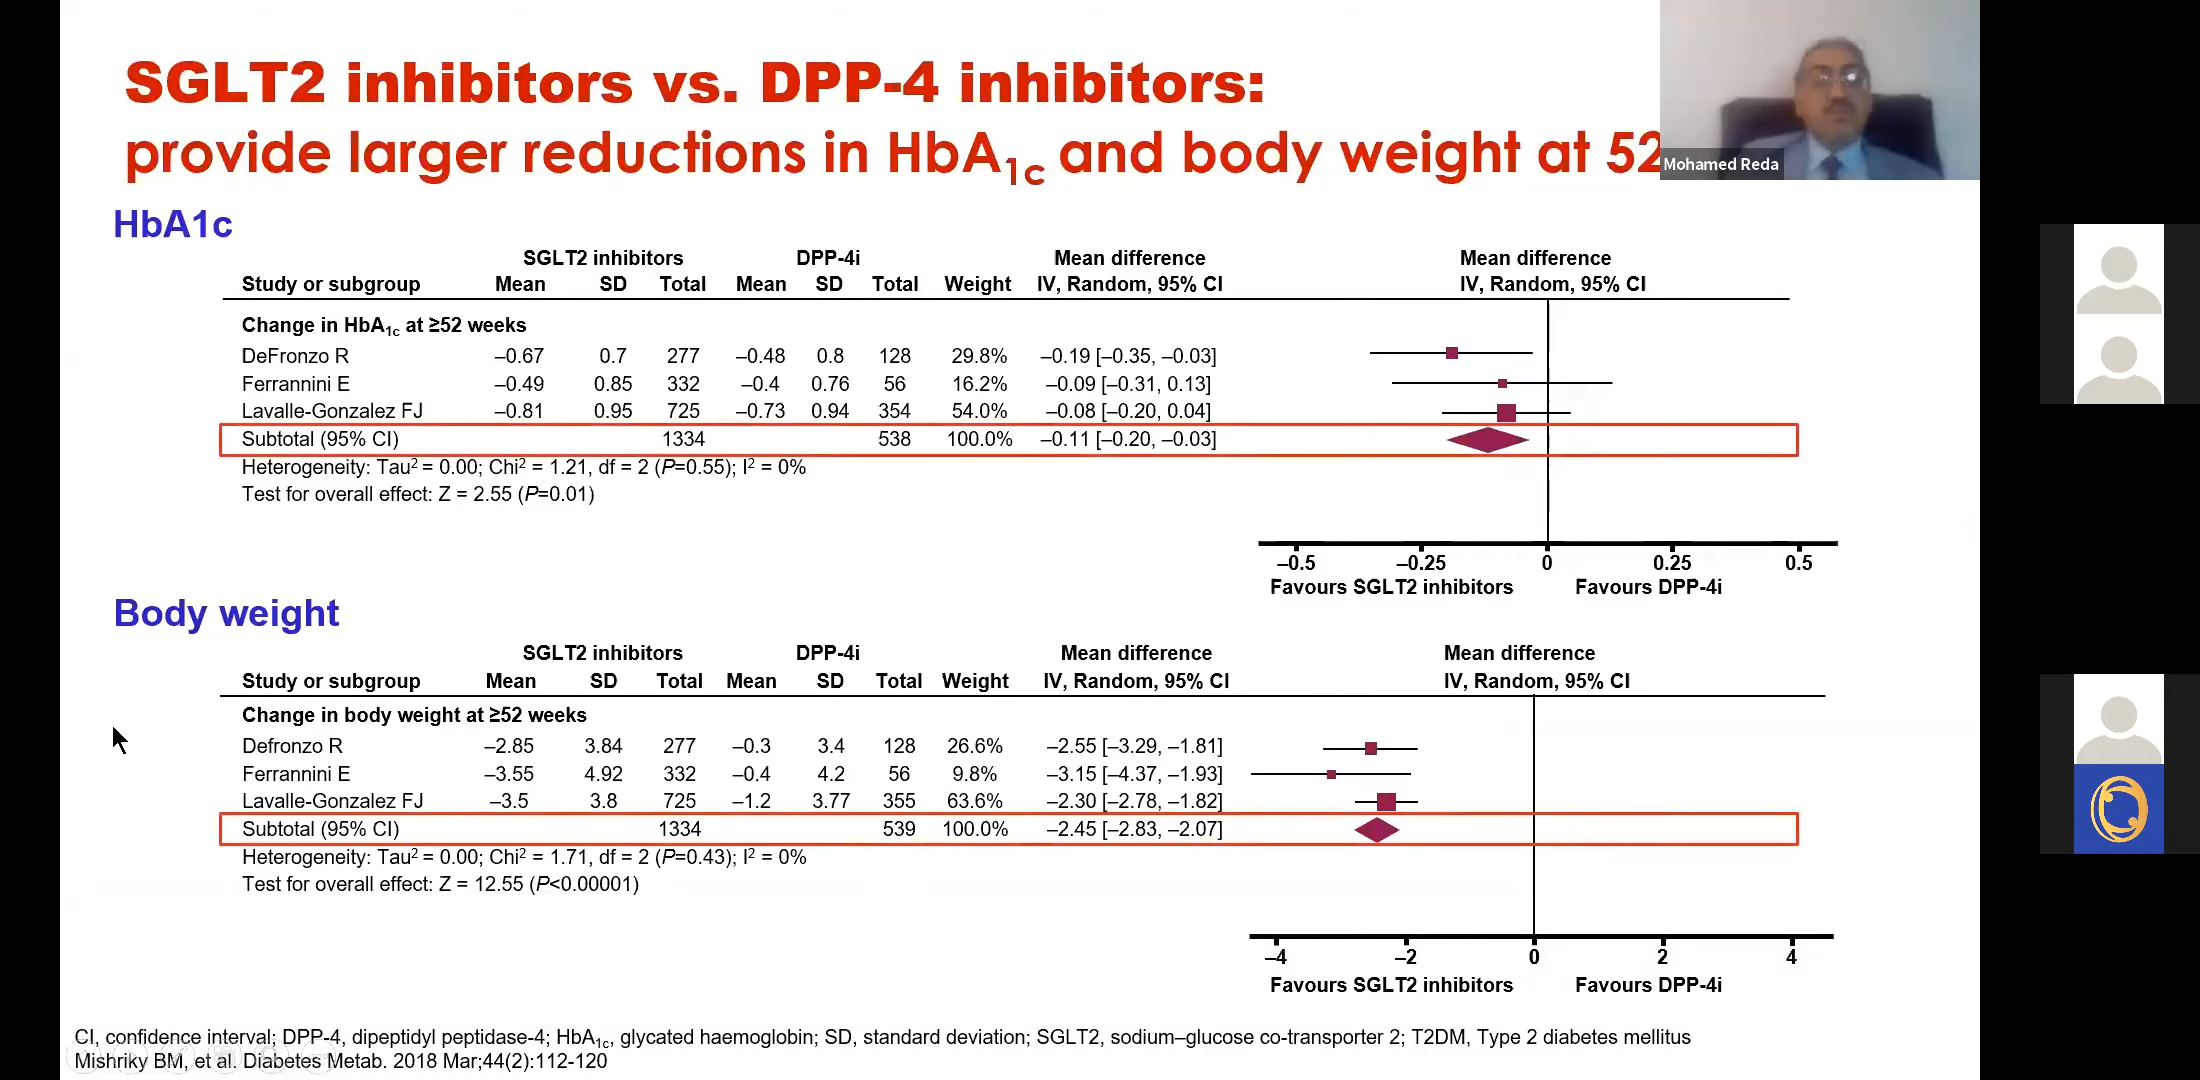 SGLT2 inhibitors vs. DPP-4 inhibitors:
provide larger reductions in HbA1c and body weight at 52
Mohamed Reda
HbA1c
SGLT2 inhibitors DPP-4i Mean difference Mean difference
Study or subgroup Mean SD Total Mean SD Total Weight IV, Random, 95% CI IV, Random, 95% CI
Change in HbA1c at ≥52 weeks
DeFronzo R –0.67 0.7 277 –0.48 0.8 128 29.8% –0.19 [–0.35, –0.03]
Ferrannini E –0.49 0.85 332 –0.4 0.76 56 16.2% –0.09 [–0.31, 0.13]
Lavalle-Gonzalez FJ –0.81 0.95 725 –0.73 0.94 354 54.0% –0.08 [–0.20, 0.04]
Subtotal (95% CI) 1334 538 100.0% –0.11 [–0.20, –0.03]
Heterogeneity: Tau² = 0.00; Chi² = 1.21, df = 2 (P=0.55); I² = 0%
Test for overall effect: Z = 2.55 (P=0.01)
–0.5 –0.25 0 0.25 0.5
Favours SGLT2 inhibitors Favours DPP-4i
Body weight
SGLT2 inhibitors DPP-4i Mean difference Mean difference
Study or subgroup Mean SD Total Mean SD Total Weight IV, Random, 95% CI IV, Random, 95% CI
Change in body weight at ≥52 weeks
Defronzo R –2.85 3.84 277 –0.3 3.4 128 26.6% –2.55 [–3.29, –1.81]
Ferrannini E –3.55 4.92 332 –0.4 4.2 56 9.8% –3.15 [–4.37, –1.93]
Lavalle-Gonzalez FJ –3.5 3.8 725 –1.2 3.77 355 63.6% –2.30 [–2.78, –1.82]
Subtotal (95% CI) 1334 539 100.0% –2.45 [–2.83, –2.07]
Heterogeneity: Tau² = 0.00; Chi² = 1.71, df = 2 (P=0.43); I² = 0%
Test for overall effect: Z = 12.55 (P<0.00001)
–4 –2 0 2 4
Favours SGLT2 inhibitors Favours DPP-4i
CI, confidence interval; DPP-4, dipeptidyl peptidase-4; HbA1c, glycated haemoglobin; SD, standard deviation; SGLT2, sodium–glucose co-transporter 2; T2DM, Type 2 diabetes mellitus
Mishriky BM, et al. Diabetes Metab. 2018 Mar;44(2):112-120